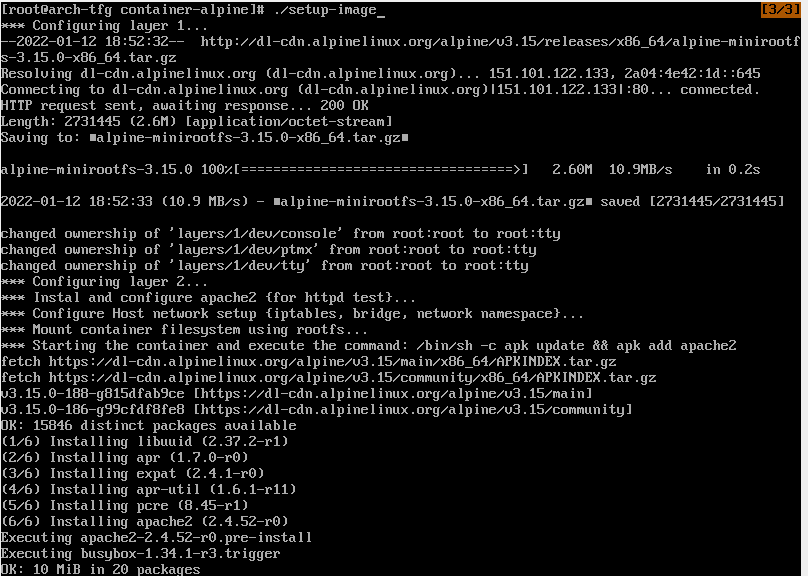 [root@arch-tfg container-alpine]# ./setup-image_
[3/3]
*** Configuring layer 1...
--2022-01-12 18:52:32--  http://dl-cdn.alpinelinux.org/alpine/v3.15/releases/x86_64/alpine-minirootf
s-3.15.0-x86_64.tar.gz
Resolving dl-cdn.alpinelinux.org (dl-cdn.alpinelinux.org)... 151.101.122.133, 2a04:4e42:1d::645
Connecting to dl-cdn.alpinelinux.org (dl-cdn.alpinelinux.org)|151.101.122.133|:80... connected.
HTTP request sent, awaiting response... 200 OK
Length: 2731445 (2.6M) [application/octet-stream]
Saving to: ■alpine-minirootfs-3.15.0-x86_64.tar.gz■
alpine-minirootfs-3.15.0 100%[==================================>]   2.60M  10.9MB/s    in 0.2s
2022-01-12 18:52:33 (10.9 MB/s) - ■alpine-minirootfs-3.15.0-x86_64.tar.gz■ saved [2731445/2731445]
changed ownership of 'layers/1/dev/console' from root:root to root:tty
changed ownership of 'layers/1/dev/ptmx' from root:root to root:tty
changed ownership of 'layers/1/dev/tty' from root:root to root:tty
*** Configuring layer 2...
*** Instal and configure apache2 {for httpd test}...
*** Configure Host network setup {iptables, bridge, network namespace}...
*** Mount container filesystem using rootfs...
*** Starting the container and execute the command: /bin/sh -c apk update && apk add apache2
fetch https://dl-cdn.alpinelinux.org/alpine/v3.15/main/x86_64/APKINDEX.tar.gz
fetch https://dl-cdn.alpinelinux.org/alpine/v3.15/community/x86_64/APKINDEX.tar.gz
v3.15.0-188-g815dfab9ce [https://dl-cdn.alpinelinux.org/alpine/v3.15/main]
v3.15.0-186-g99cfdf8fe8 [https://dl-cdn.alpinelinux.org/alpine/v3.15/community]
OK: 15846 distinct packages available
(1/6) Installing libuuid (2.37.2-r1)
(2/6) Installing apr (1.7.0-r0)
(3/6) Installing expat (2.4.1-r0)
(4/6) Installing apr-util (1.6.1-r11)
(5/6) Installing pcre (8.45-r1)
(6/6) Installing apache2 (2.4.52-r0)
Executing apache2-2.4.52-r0.pre-install
Executing busybox-1.34.1-r3.trigger
OK: 10 MiB in 20 packages